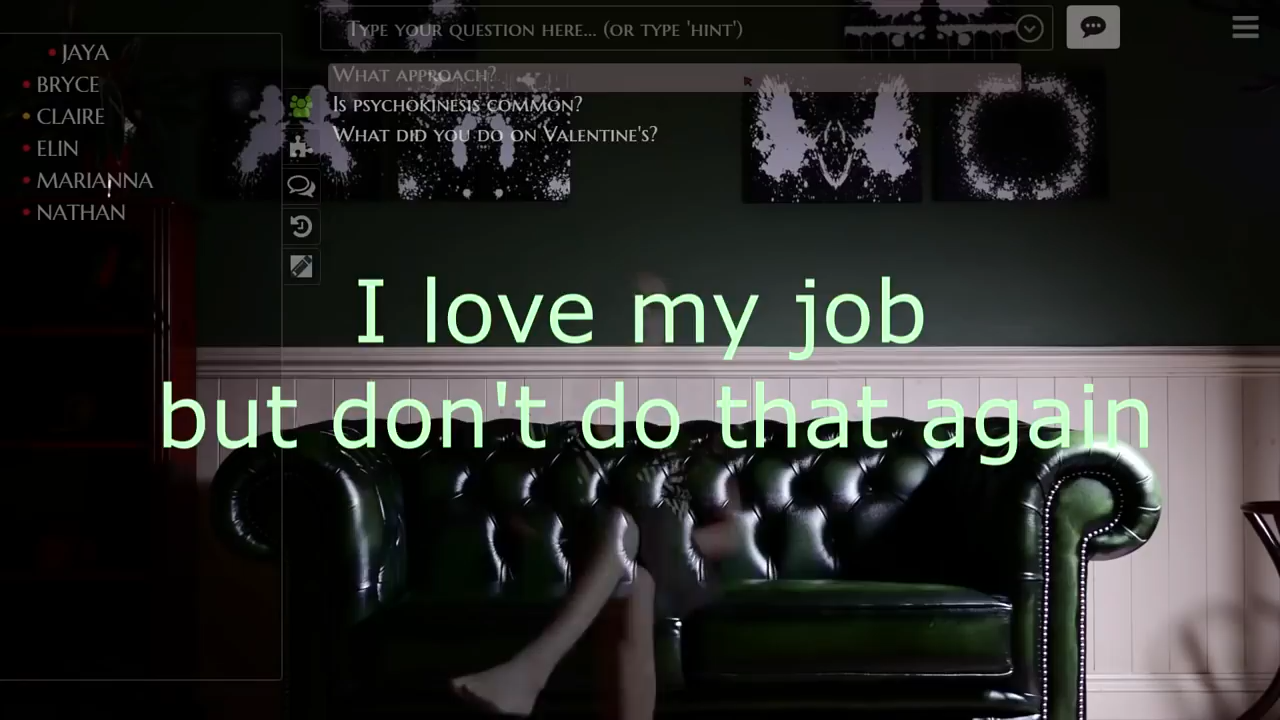 Type your question here... (or type 'hint')
Jaya
Bryce
Claire
Elin
Marianna
Nathan
What approach?
Is psychokinesis common?
What did you do on Valentine's?
I love my job
but don't do that again